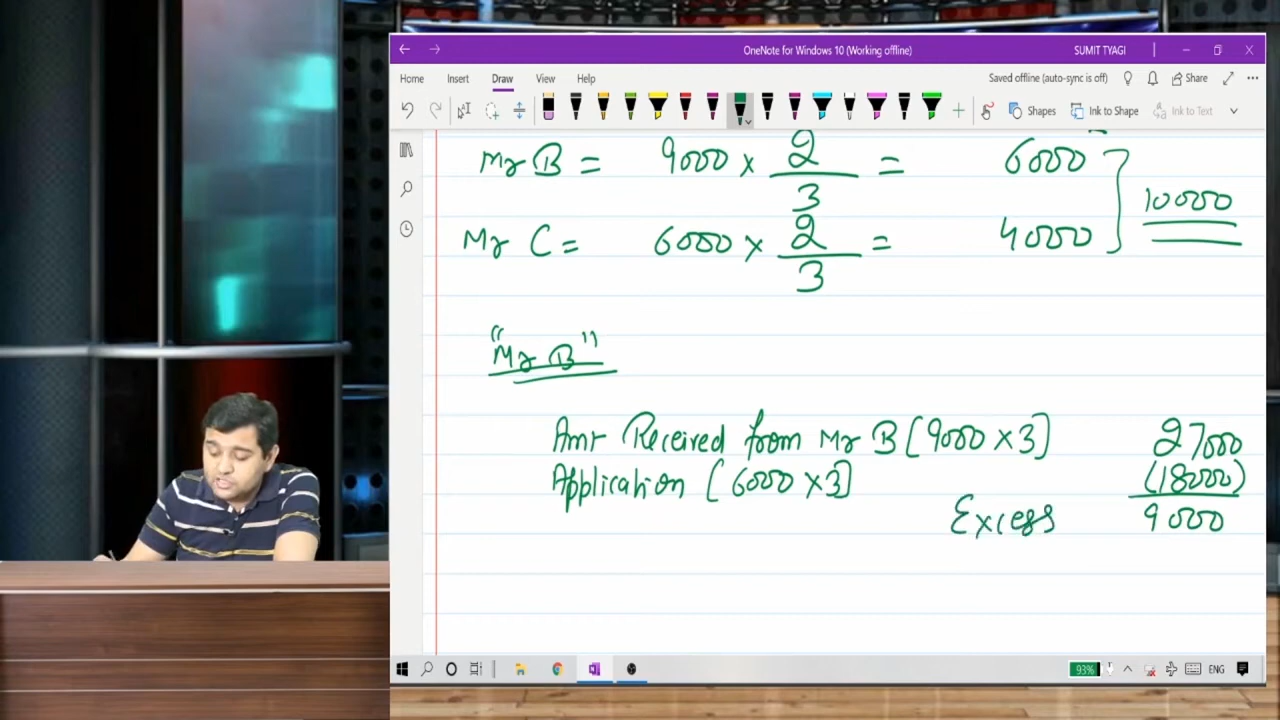 OneNote for Windows 10 (Working offline)
SUMIT TYAGI
Home Insert Draw View Help
Saved offline (auto-sync is off)
Share
Shapes
Ink to Shape
Ink to Text
Mr B = 9000 × 2/3 = 6000
10000
Mr C = 6000 × 2/3 = 4000
"Mr B"
Amt Received from Mr B [9000 × 3] 27000
Application [6000 × 3] (18000)
Excess 9000
93%
ENG